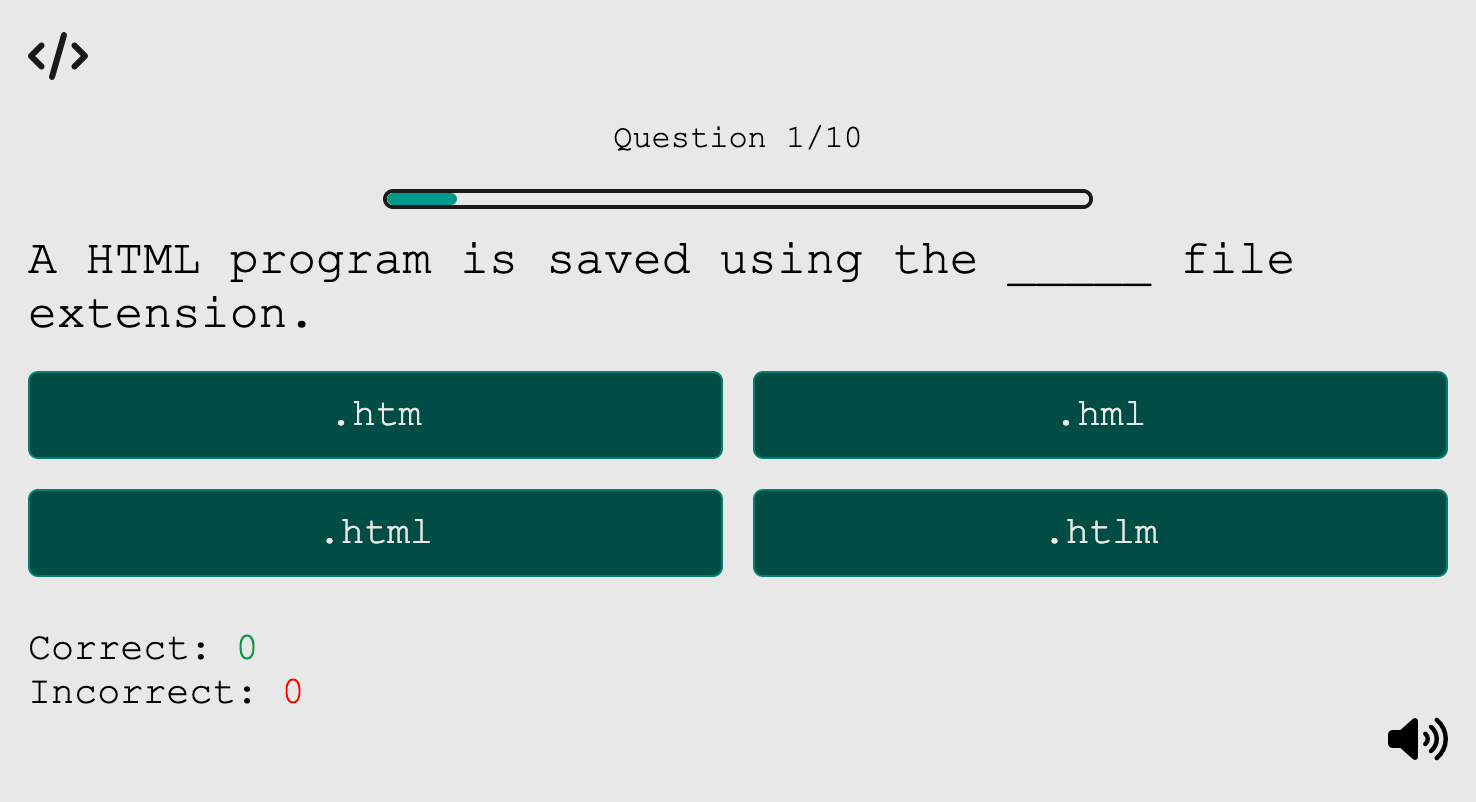 </>
Question 1/10
A HTML program is saved using the _____ file
extension.
.htm
.hml
.html
.htlm
Correct: 0
Incorrect: 0